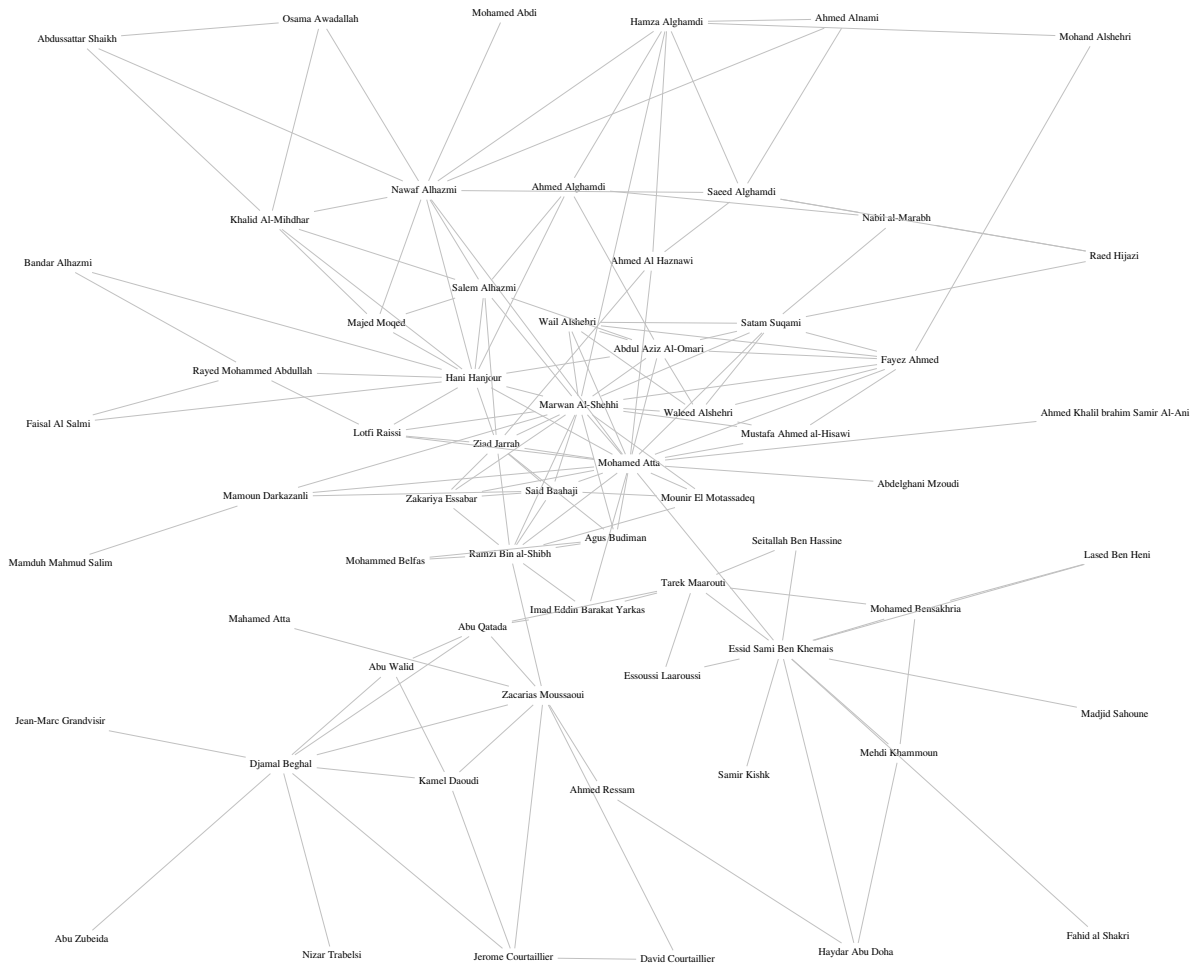 Mohamed Abdi
Osama Awadallah
Ahmed Alnami
Hamza Alghamdi
Abdussattar Shaikh
Mohand Alshehri
Ahmed Alghamdi
Nawaf Alhazmi
Saeed Alghamdi
Khalid Al-Mihdhar
Nabil al-Marabh
Raed Hijazi
Bandar Alhazmi
Ahmed Al Haznawi
Salem Alhazmi
Majed Moqed
Wail Alshehri
Satam Suqami
Abdul Aziz Al-Omari
Fayez Ahmed
Rayed Mohammed Abdullah
Hani Hanjour
Marwan Al-Shehhi
Waleed Alshehri
Ahmed Khalil brahim Samir Al-Ani
Faisal Al Salmi
Lotfi Raissi
Mustafa Ahmed al-Hisawi
Ziad Jarrah
Mohamed Atta
Abdelghani Mzoudi
Mamoun Darkazanli
Said Baahaji
Zakariya Essabar
Mounir El Motassadeq
Agus Budiman
Seitallah Ben Hassine
Ramzi Bin al-Shibh
Lased Ben Heni
Mamduh Mahmud Salim
Mohammed Belfas
Tarek Maarouti
Imad Eddin Barakat Yarkas
Mohamed Bensakhria
Mahamed Atta
Abu Qatada
Essid Sami Ben Khemais
Abu Walid
Essoussi Laaroussi
Zacarias Moussaoui
Madjid Sahoune
Jean-Marc Grandvisir
Mehdi Khammoun
Djamal Beghal
Samir Kishk
Kamel Daoudi
Ahmed Ressam
Fahid al Shakri
Abu Zubeida
Haydar Abu Doha
Nizar Trabelsi
Jerome Courtaillier
David Courtaillier